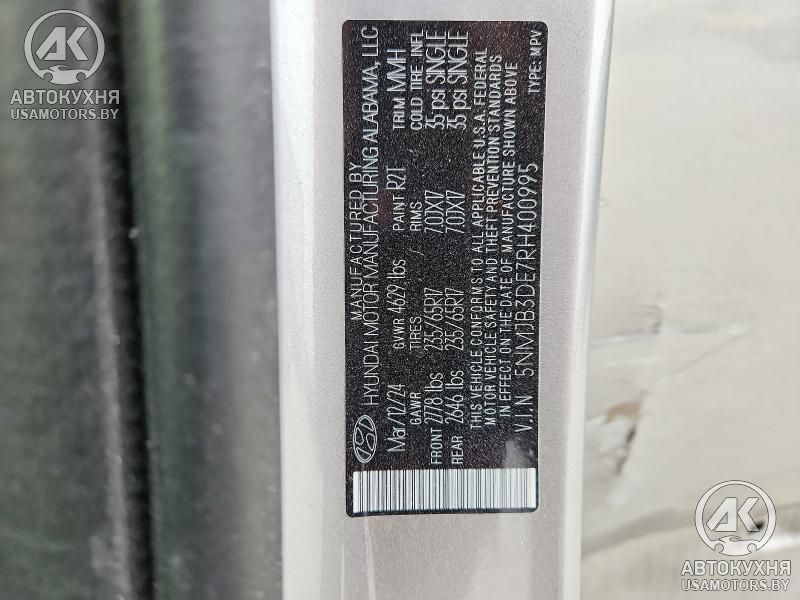 АК
АВТОКУХНЯ
USAMOTORS.BY
MANUFACTURED BY
HYUNDAI MOTOR MANUFACTURING ALABAMA, LLC
Mar/12/24 GVWR 4629 lbs PAINT R2T TRIM MMH
GAWR TIRES RIMS COLD TIRE INFL
FRONT 2778 lbs 235/65R17 7.0JX17 35 psi SINGLE
REAR 2646 lbs 235/65R17 7.0JX17 35 psi SINGLE
THIS VEHICLE CONFORMS TO ALL APPLICABLE U.S.A. FEDERAL
MOTOR VEHICLE SAFETY AND THEFT PREVENTION STANDARDS
IN EFFECT ON THE DATE OF MANUFACTURE SHOWN ABOVE
V.I.N 5NMJB3DE7RH400995 TYPE: MPV
АК
АВТОКУХНЯ
USAMOTORS.BY